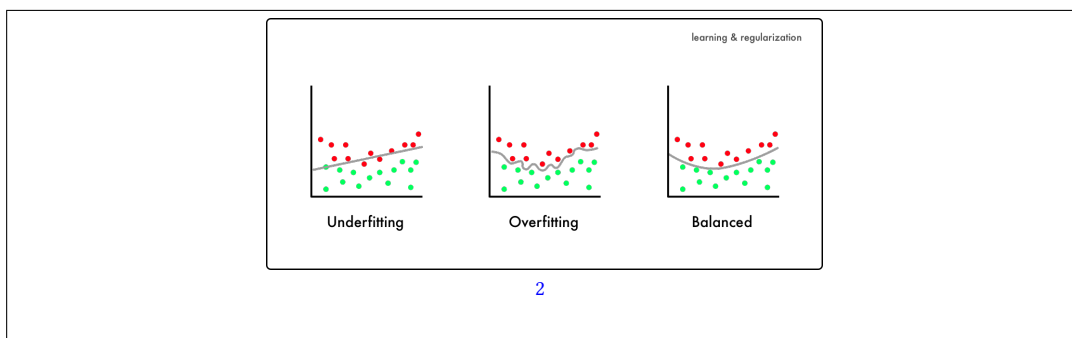 learning & regularization
Underfitting
Overfitting
Balanced
2